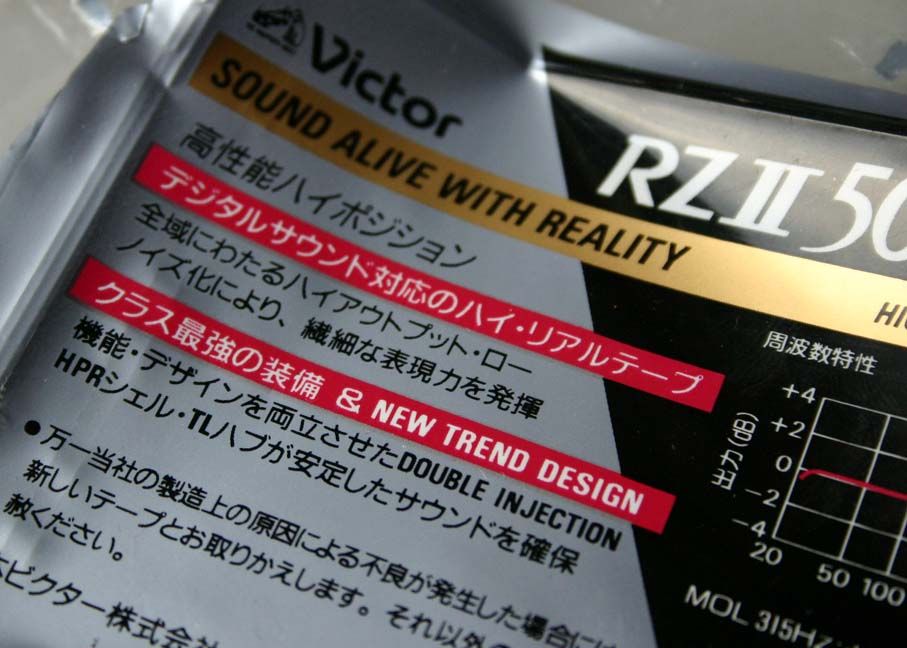 Victor
SOUND ALIVE WITH REALITY
RZII 50
高性能ハイポジション
デジタルサウンド対応のハイ・リアルテープ
全域にわたるハイアウトプット・ロー
ノイズ化により、繊細な表現力を発揮
クラス最強の装備 & NEW TREND DESIGN
機能・デザインを両立させたDOUBLE INJECTION
HPRシェル・TLハブが安定したサウンドを確保
●万一当社の製造上の原因による不良が発生した場合には
新しいテープとお取りかえします。それ以外の
赦ください。
ビクター株式会
周波数特性
出力(dB)
+4
+2
0
-2
-4
20
50 100
MOL 315HZ